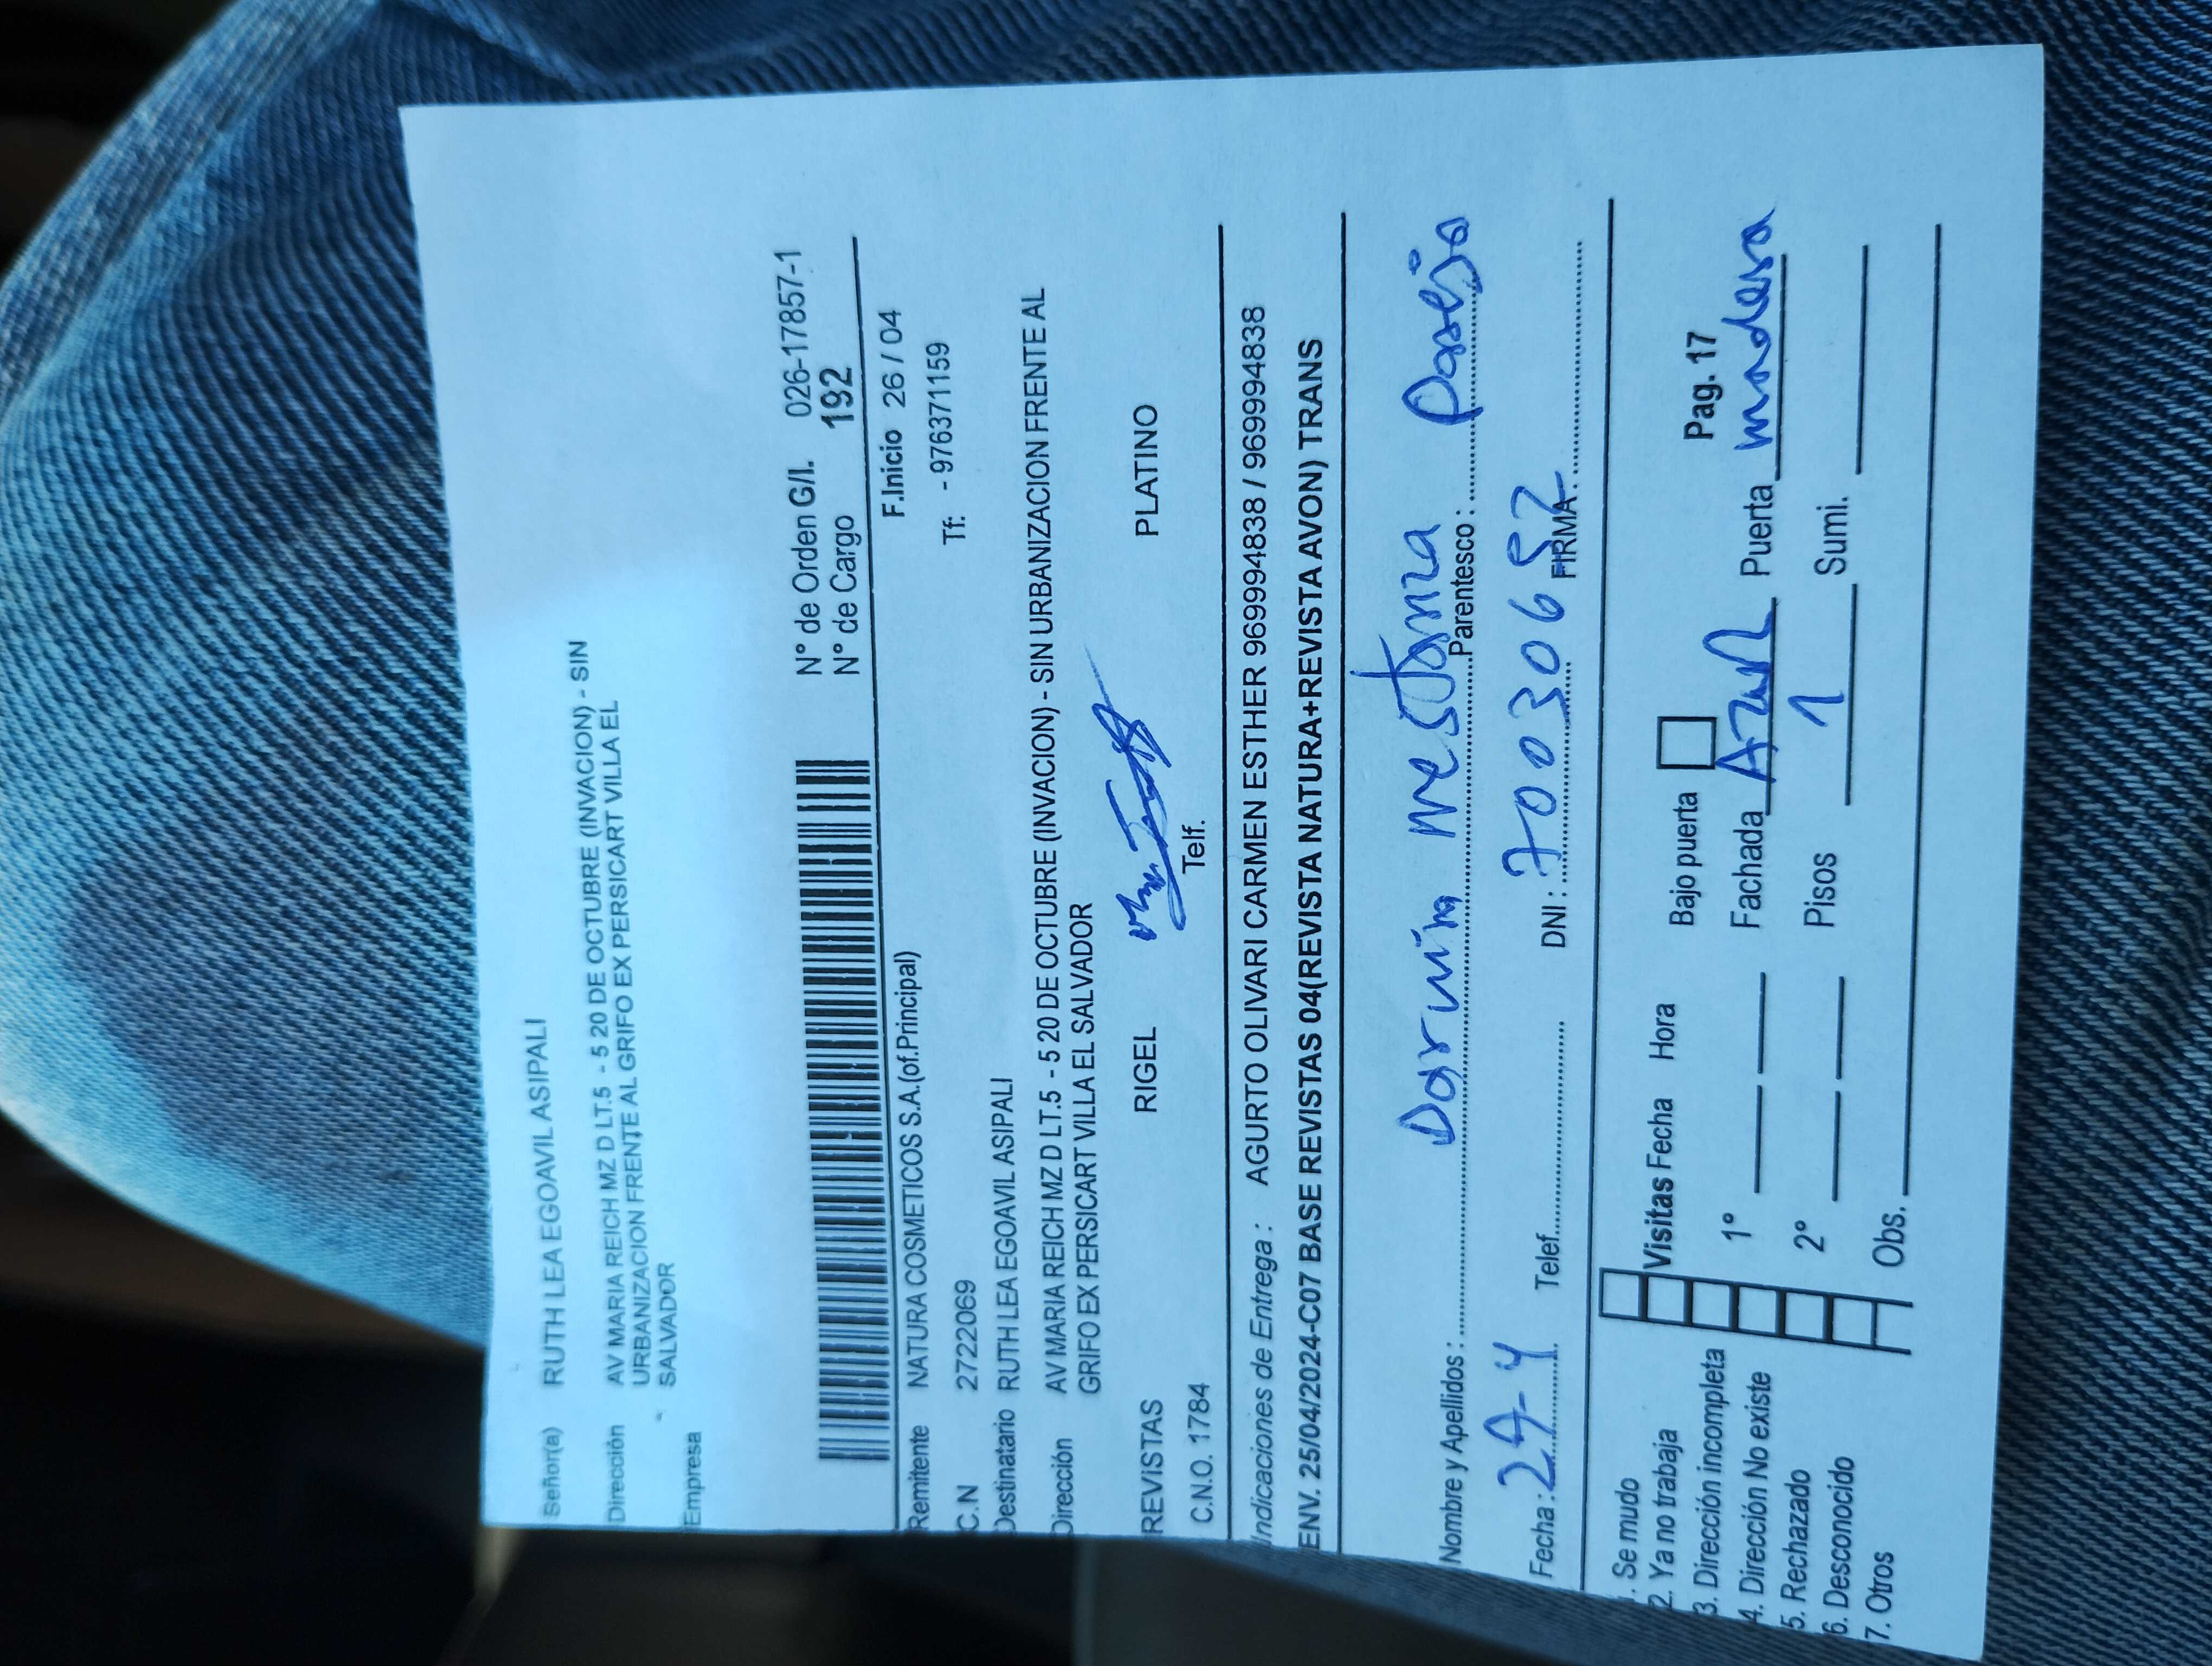 Señor(a) RUTH LEA EGOAVIL ASIPALI
Dirección AV MARIA REICH MZ D LT.5 - 5 20 DE OCTUBRE (INVACION) - SIN
URBANIZACION FRENTE AL GRIFO EX PERSICART VILLA EL
SALVADOR
Empresa
N° de Orden G/I. 026-17857-1
N° de Cargo 192
Remitente NATURA COSMETICOS S.A.(of.Principal) F.Inicio 26 / 04
C.N 2722069 Tf: - 976371159
Destinatario RUTH LEA EGOAVIL ASIPALI
Dirección AV MARIA REICH MZ D LT.5 - 5 20 DE OCTUBRE (INVACION) - SIN URBANIZACION FRENTE AL
GRIFO EX PERSICART VILLA EL SALVADOR
REVISTAS RIGEL PLATINO
C.N.O. 1784 Telf.
Indicaciones de Entrega : AGURTO OLIVARI CARMEN ESTHER 969994838 / 969994838
ENV. 25/04/2024-C07 BASE REVISTAS 04(REVISTA NATURA+REVISTA AVON) TRANS
Nombre y Apellidos : Darwin mestanza Parentesco : Pareja
Fecha : 29-4 Telef. DNI : 70030652 FIRMA
1. Se mudo
2. Ya no trabaja Visitas Fecha Hora Bajo puerta Pag. 17
3. Dirección incompleta
4. Dirección No existe 1° Fachada Azul Puerta madera
5. Rechazado
6. Desconocido 2° Pisos 1 Sumi.
7. Otros Obs.